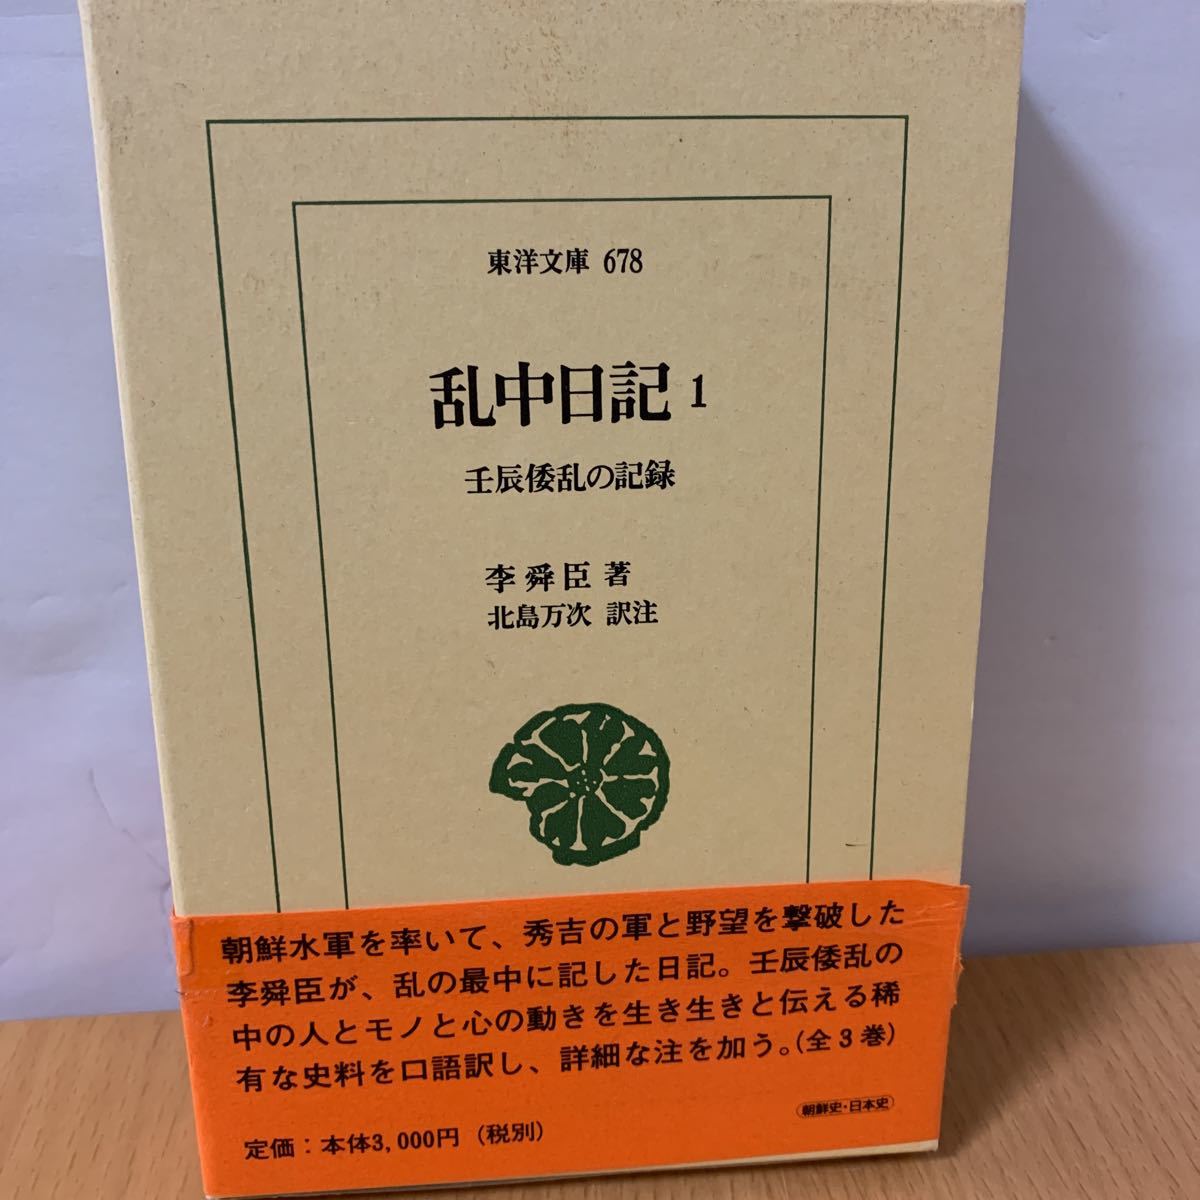 東洋文庫 678
乱中日記 1
壬辰倭乱の記録
李舜臣 著
北島万次 訳注
朝鮮水軍を率いて、秀吉の軍と野望を撃破した
李舜臣が、乱の最中に記した日記。壬辰倭乱の
中の人とモノと心の動きを生き生きと伝える稀
有な史料を口語訳し、詳細な注を加う。(全3巻)
朝鮮史・日本史
定価：本体3,000円（税別）